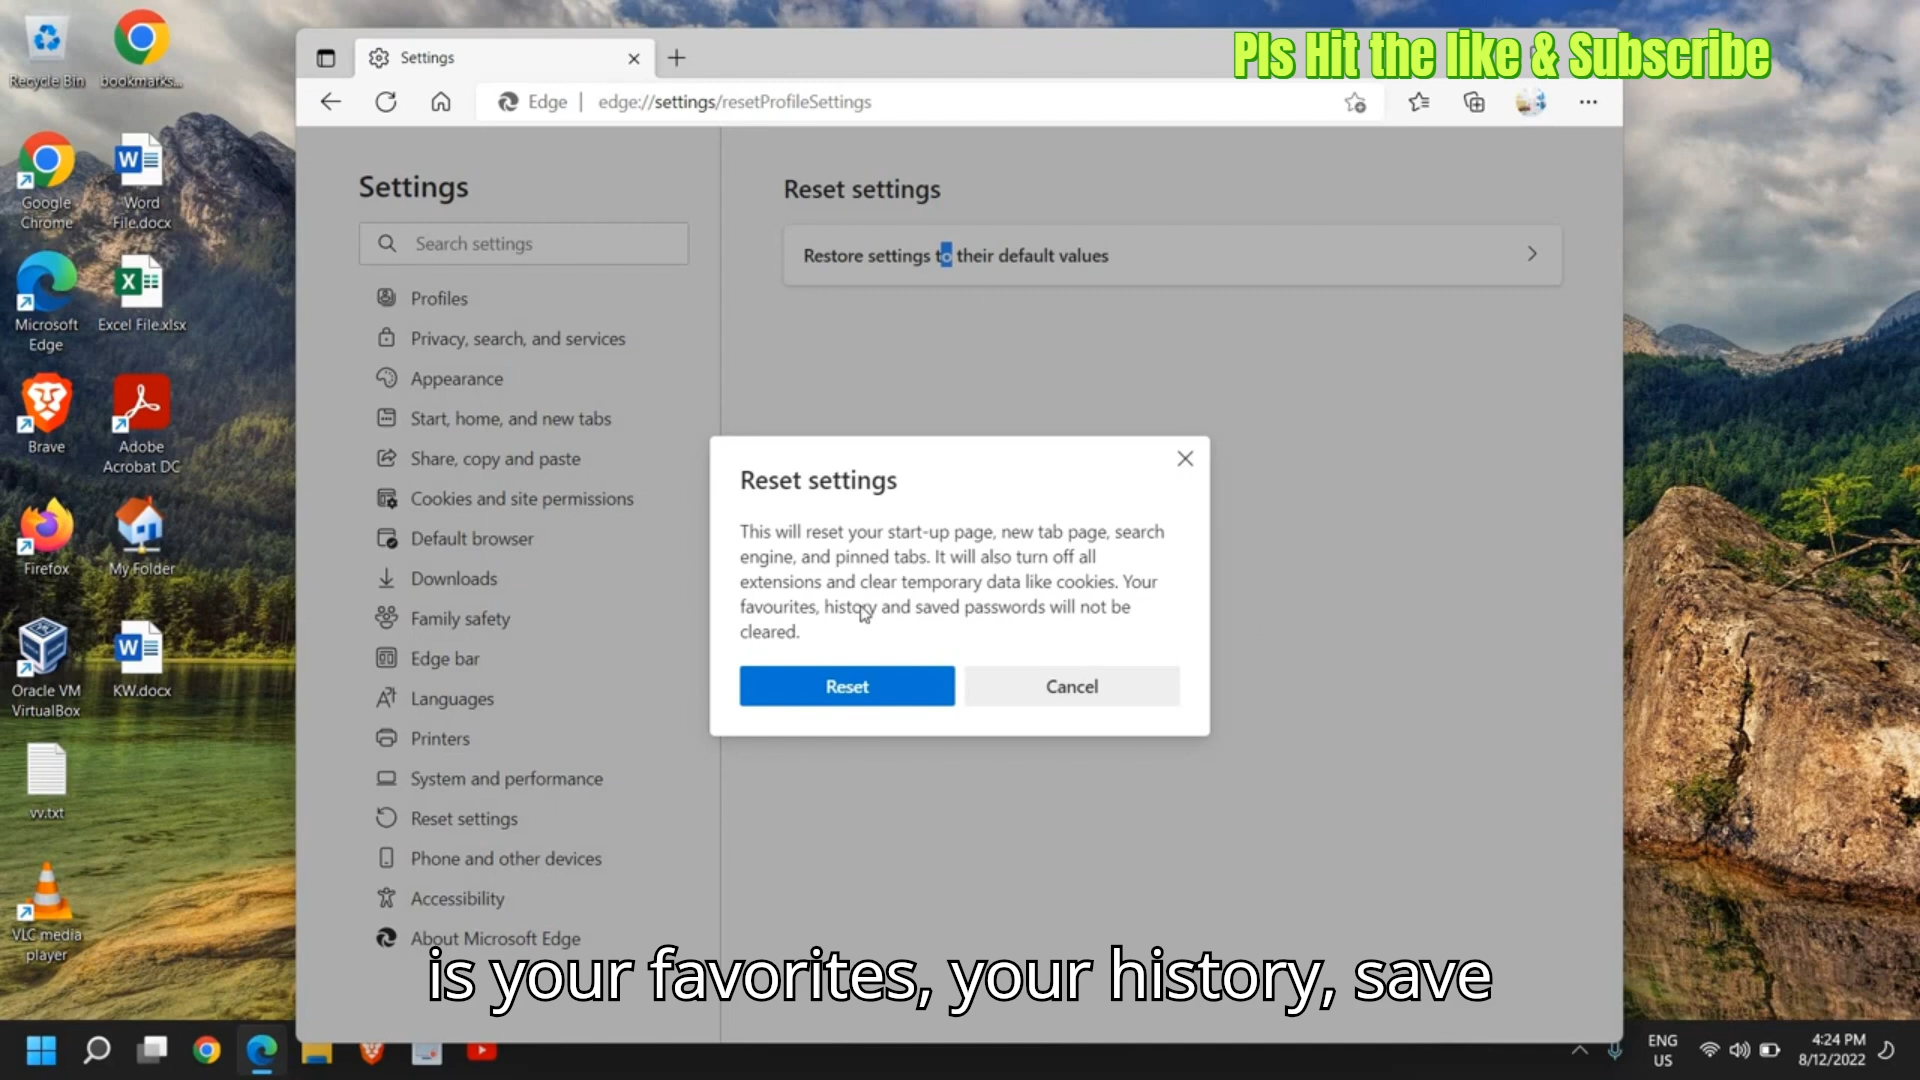 Pls Hit the like & Subscribe
Recycle Bin
bookmarks...
Google
Chrome
Word
File.docx
Microsoft
Edge
Excel File.xlsx
Brave
Adobe
Acrobat DC
Firefox
My Folder
Oracle VM
VirtualBox
KW.docx
vv.txt
VLC media
player
Settings
Edge | edge://settings/resetProfileSettings
Settings
Search settings
Profiles
Privacy, search, and services
Appearance
Start, home, and new tabs
Share, copy and paste
Cookies and site permissions
Default browser
Downloads
Family safety
Edge bar
Languages
Printers
System and performance
Reset settings
Phone and other devices
Accessibility
About Microsoft Edge
Reset settings
Restore settings to their default values
Reset settings
This will reset your start-up page, new tab page, search
engine, and pinned tabs. It will also turn off all
extensions and clear temporary data like cookies. Your
favourites, history and saved passwords will not be
cleared.
Reset
Cancel
is your favorites, your history, save
ENG
US
4:24 PM
8/12/2022